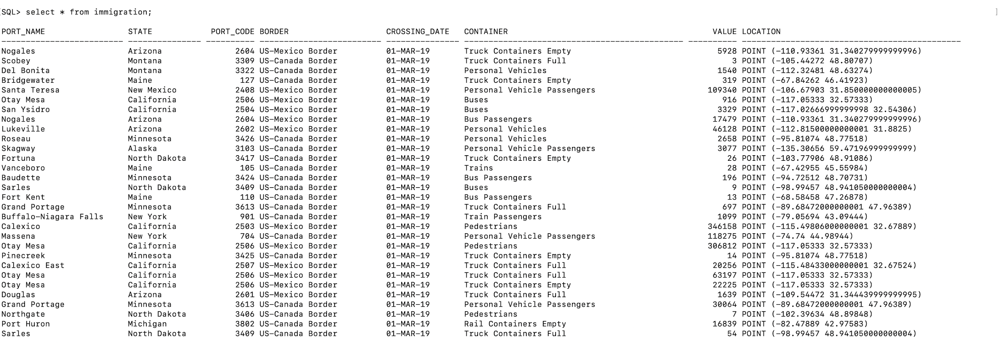 [SQL> select * from immigration; ]
PORT_NAME STATE PORT_CODE BORDER CROSSING_DATE CONTAINER VALUE LOCATION
------------------------- --------------- ---------- ------------------------- --------------- --------------------------------------------- ---------- ---------------------------------------------
Nogales Arizona 2604 US-Mexico Border 01-MAR-19 Truck Containers Empty 5928 POINT (-110.93361 31.340279999999996)
Scobey Montana 3309 US-Canada Border 01-MAR-19 Truck Containers Full 3 POINT (-105.44272 48.80707)
Del Bonita Montana 3322 US-Canada Border 01-MAR-19 Personal Vehicles 1540 POINT (-112.32481 48.63274)
Bridgewater Maine 127 US-Canada Border 01-MAR-19 Truck Containers Empty 319 POINT (-67.84262 46.41923)
Santa Teresa New Mexico 2408 US-Mexico Border 01-MAR-19 Personal Vehicle Passengers 109340 POINT (-106.67903 31.850000000000005)
Otay Mesa California 2506 US-Mexico Border 01-MAR-19 Buses 916 POINT (-117.05333 32.57333)
San Ysidro California 2504 US-Mexico Border 01-MAR-19 Buses 3329 POINT (-117.02666999999998 32.54306)
Nogales Arizona 2604 US-Mexico Border 01-MAR-19 Bus Passengers 17479 POINT (-110.93361 31.340279999999996)
Lukeville Arizona 2602 US-Mexico Border 01-MAR-19 Personal Vehicles 46128 POINT (-112.81500000000001 31.8825)
Roseau Minnesota 3426 US-Canada Border 01-MAR-19 Personal Vehicles 2658 POINT (-95.81074 48.77518)
Skagway Alaska 3103 US-Canada Border 01-MAR-19 Personal Vehicle Passengers 3077 POINT (-135.30656 59.47196999999999)
Fortuna North Dakota 3417 US-Canada Border 01-MAR-19 Truck Containers Empty 26 POINT (-103.77906 48.91086)
Vanceboro Maine 105 US-Canada Border 01-MAR-19 Trains 28 POINT (-67.42955 45.55984)
Baudette Minnesota 3424 US-Canada Border 01-MAR-19 Bus Passengers 196 POINT (-94.72512 48.70731)
Sarles North Dakota 3409 US-Canada Border 01-MAR-19 Buses 9 POINT (-98.99457 48.941050000000004)
Fort Kent Maine 110 US-Canada Border 01-MAR-19 Bus Passengers 13 POINT (-68.58458 47.26878)
Grand Portage Minnesota 3613 US-Canada Border 01-MAR-19 Truck Containers Full 697 POINT (-89.68472000000001 47.96389)
Buffalo-Niagara Falls New York 901 US-Canada Border 01-MAR-19 Train Passengers 1099 POINT (-79.05694 43.09444)
Calexico California 2503 US-Mexico Border 01-MAR-19 Pedestrians 346158 POINT (-115.49806000000001 32.67889)
Massena New York 704 US-Canada Border 01-MAR-19 Personal Vehicle Passengers 118275 POINT (-74.74 44.98944)
Otay Mesa California 2506 US-Mexico Border 01-MAR-19 Pedestrians 306812 POINT (-117.05333 32.57333)
Pinecreek Minnesota 3425 US-Canada Border 01-MAR-19 Truck Containers Empty 14 POINT (-95.81074 48.77518)
Calexico East California 2507 US-Mexico Border 01-MAR-19 Truck Containers Full 20256 POINT (-115.48433000000001 32.67524)
Otay Mesa California 2506 US-Mexico Border 01-MAR-19 Truck Containers Full 63197 POINT (-117.05333 32.57333)
Otay Mesa California 2506 US-Mexico Border 01-MAR-19 Truck Containers Empty 22225 POINT (-117.05333 32.57333)
Douglas Arizona 2601 US-Mexico Border 01-MAR-19 Truck Containers Full 1639 POINT (-109.54472 31.344439999999995)
Grand Portage Minnesota 3613 US-Canada Border 01-MAR-19 Personal Vehicle Passengers 30064 POINT (-89.68472000000001 47.96389)
Northgate North Dakota 3406 US-Canada Border 01-MAR-19 Pedestrians 7 POINT (-102.39634 48.89848)
Port Huron Michigan 3802 US-Canada Border 01-MAR-19 Rail Containers Empty 16839 POINT (-82.47889 42.97583)
Sarles North Dakota 3409 US-Canada Border 01-MAR-19 Truck Containers Full 54 POINT (-98.99457 48.941050000000004)